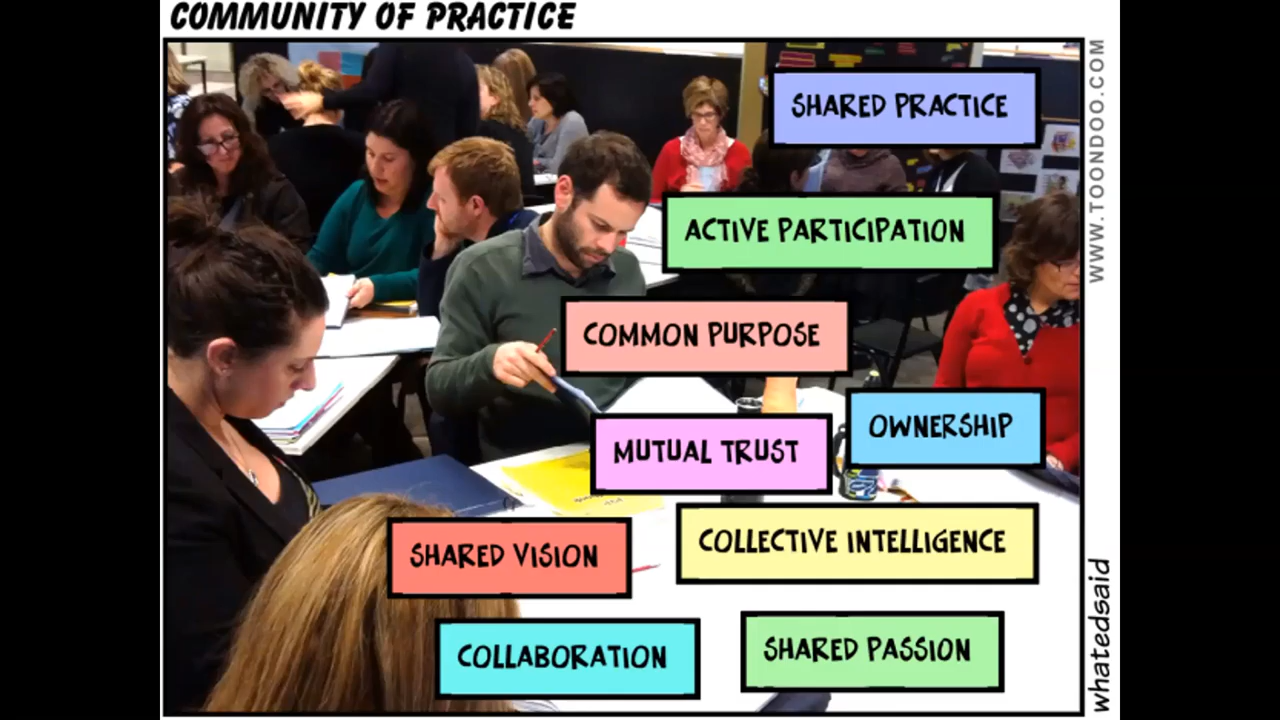 COMMUNITY OF PRACTICE
SHARED PRACTICE
ACTIVE PARTICIPATION
COMMON PURPOSE
OWNERSHIP
MUTUAL TRUST
COLLECTIVE INTELLIGENCE
SHARED VISION
SHARED PASSION
COLLABORATION
WWW.TOONDOO.COM
whatedsaid